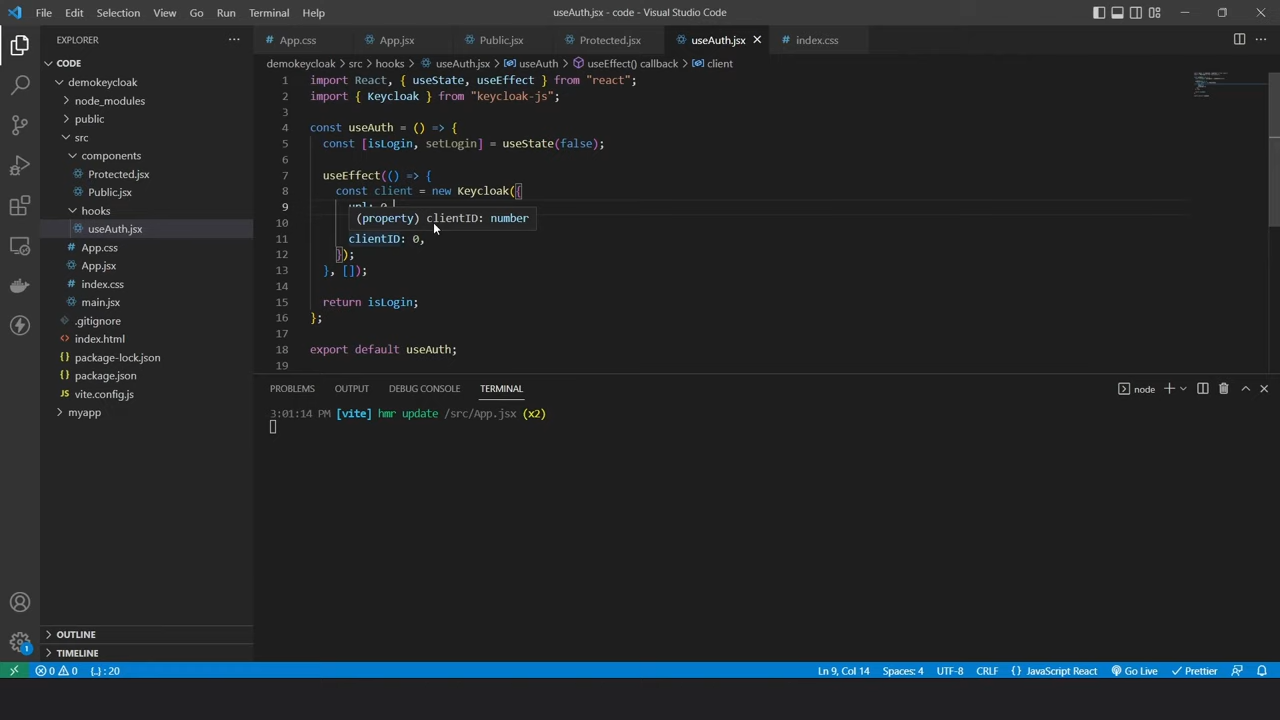 File Edit Selection View Go Run Terminal Help
useAuth.jsx - code - Visual Studio Code
EXPLORER
CODE
demokeycloak
node_modules
public
src
components
Protected.jsx
Public.jsx
hooks
useAuth.jsx
App.css
App.jsx
index.css
main.jsx
.gitignore
index.html
package-lock.json
package.json
vite.config.js
myapp
OUTLINE
TIMELINE
App.css App.jsx Public.jsx Protected.jsx useAuth.jsx index.css
demokeycloak > src > hooks > useAuth.jsx > useAuth > useEffect() callback > client
1 import React, { useState, useEffect } from "react";
2 import { Keycloak } from "keycloak-js";
3
4 const useAuth = () => {
5 const [isLogin, setLogin] = useState(false);
6
7 useEffect(() => {
8 const client = new Keycloak({
9 url: 0
(property) clientID: number
10
11 clientID: 0,
12 });
13 }, []);
14
15 return isLogin;
16 };
17
18 export default useAuth;
19
PROBLEMS OUTPUT DEBUG CONSOLE TERMINAL
node
3:01:14 PM [vite] hmr update /src/App.jsx (x2)
1
0 0 {..}: 20
Ln 9, Col 14 Spaces: 4 UTF-8 CRLF {} JavaScript React Go Live Prettier